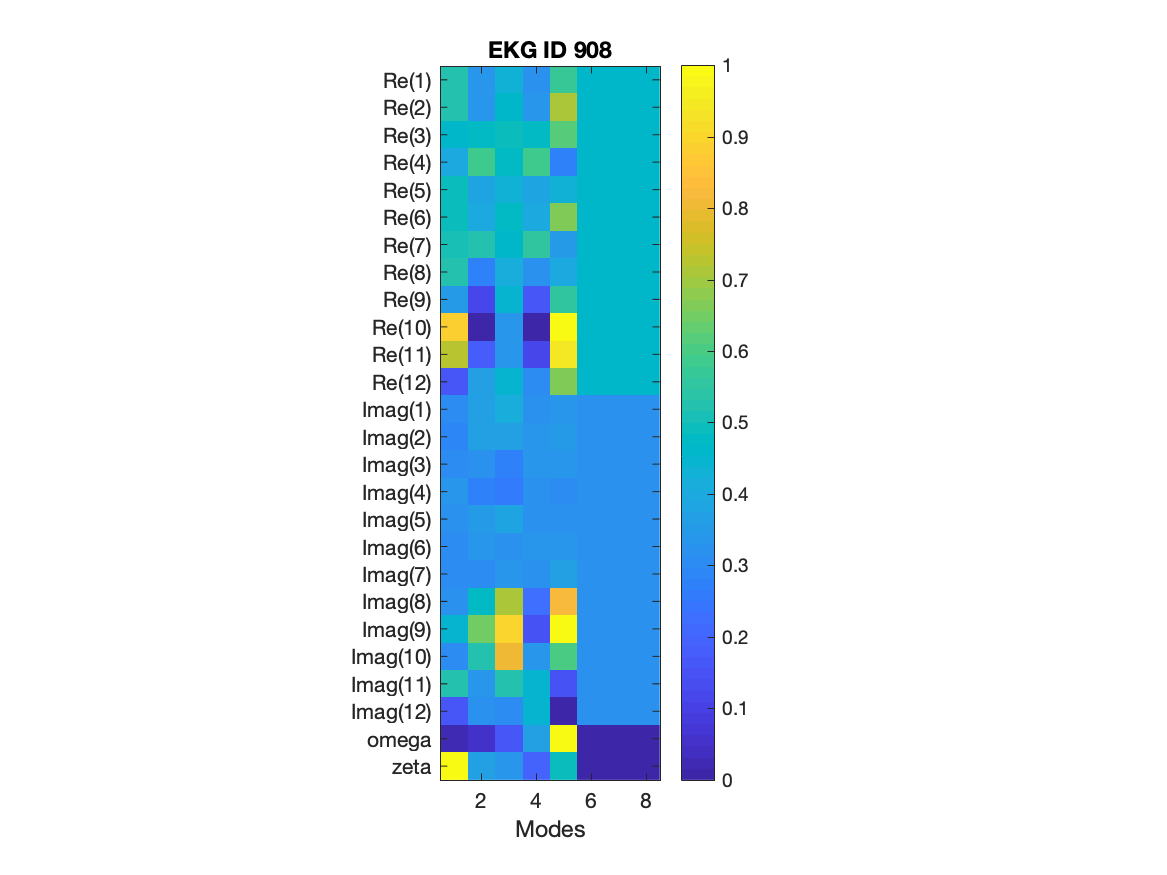 EKG ID 908
Re(1)
Re(2)
Re(3)
Re(4)
Re(5)
Re(6)
Re(7)
Re(8)
Re(9)
Re(10)
Re(11)
Re(12)
Imag(1)
Imag(2)
Imag(3)
Imag(4)
Imag(5)
Imag(6)
Imag(7)
Imag(8)
Imag(9)
Imag(10)
Imag(11)
Imag(12)
omega
zeta
2 4 6 8
Modes
1
0.9
0.8
0.7
0.6
0.5
0.4
0.3
0.2
0.1
0